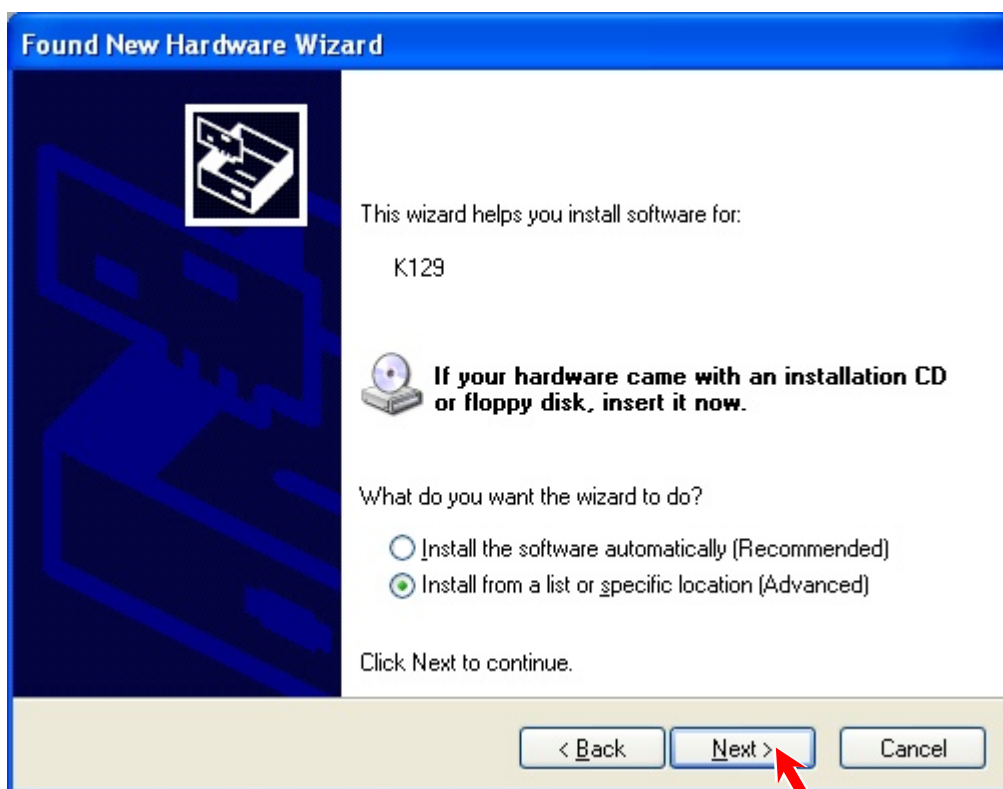 Found New Hardware Wizard
This wizard helps you install software for:
K129
If your hardware came with an installation CD
or floppy disk, insert it now.
What do you want the wizard to do?
Install the software automatically (Recommended)
Install from a list or specific location (Advanced)
Click Next to continue.
< Back
Next >
Cancel